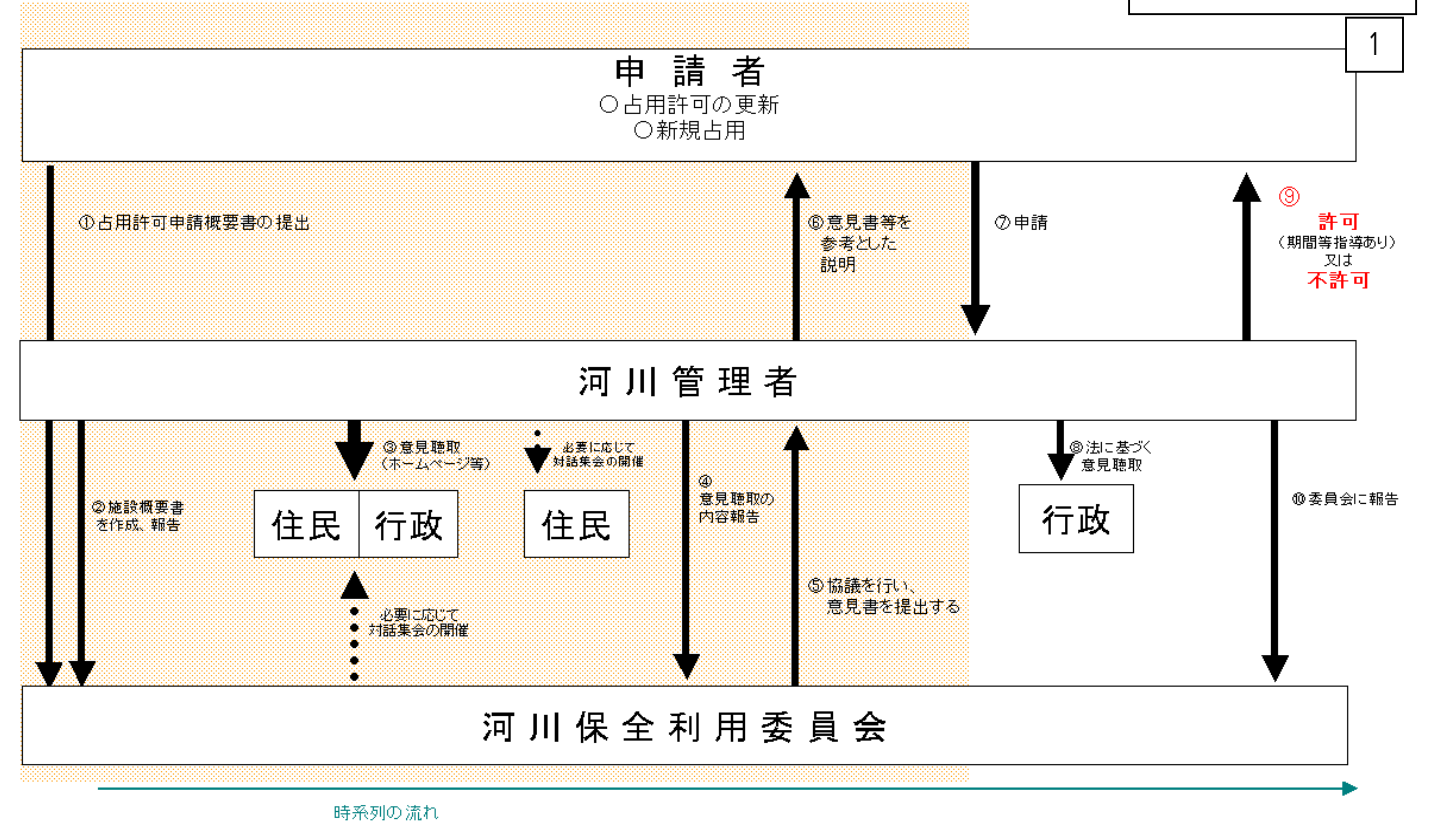 1
申請者
○占用許可の更新
○新規占用
①占用許可申請概要書の提出
⑥意見書等を
参考とした
説明
⑦申請
⑨
許可
（期間等指導あり）
又は
不許可
河川管理者
②施設概要書
を作成、報告
③意見聴取
（ホームページ等）
必要に応じて
対話集会の開催
④
意見聴取の
内容報告
⑧法に基づく
意見聴取
⑩委員会に報告
住民
行政
住民
行政
⑤協議を行い、
意見書を提出する
必要に応じて
対話集会の開催
河川保全利用委員会
時系列の流れ